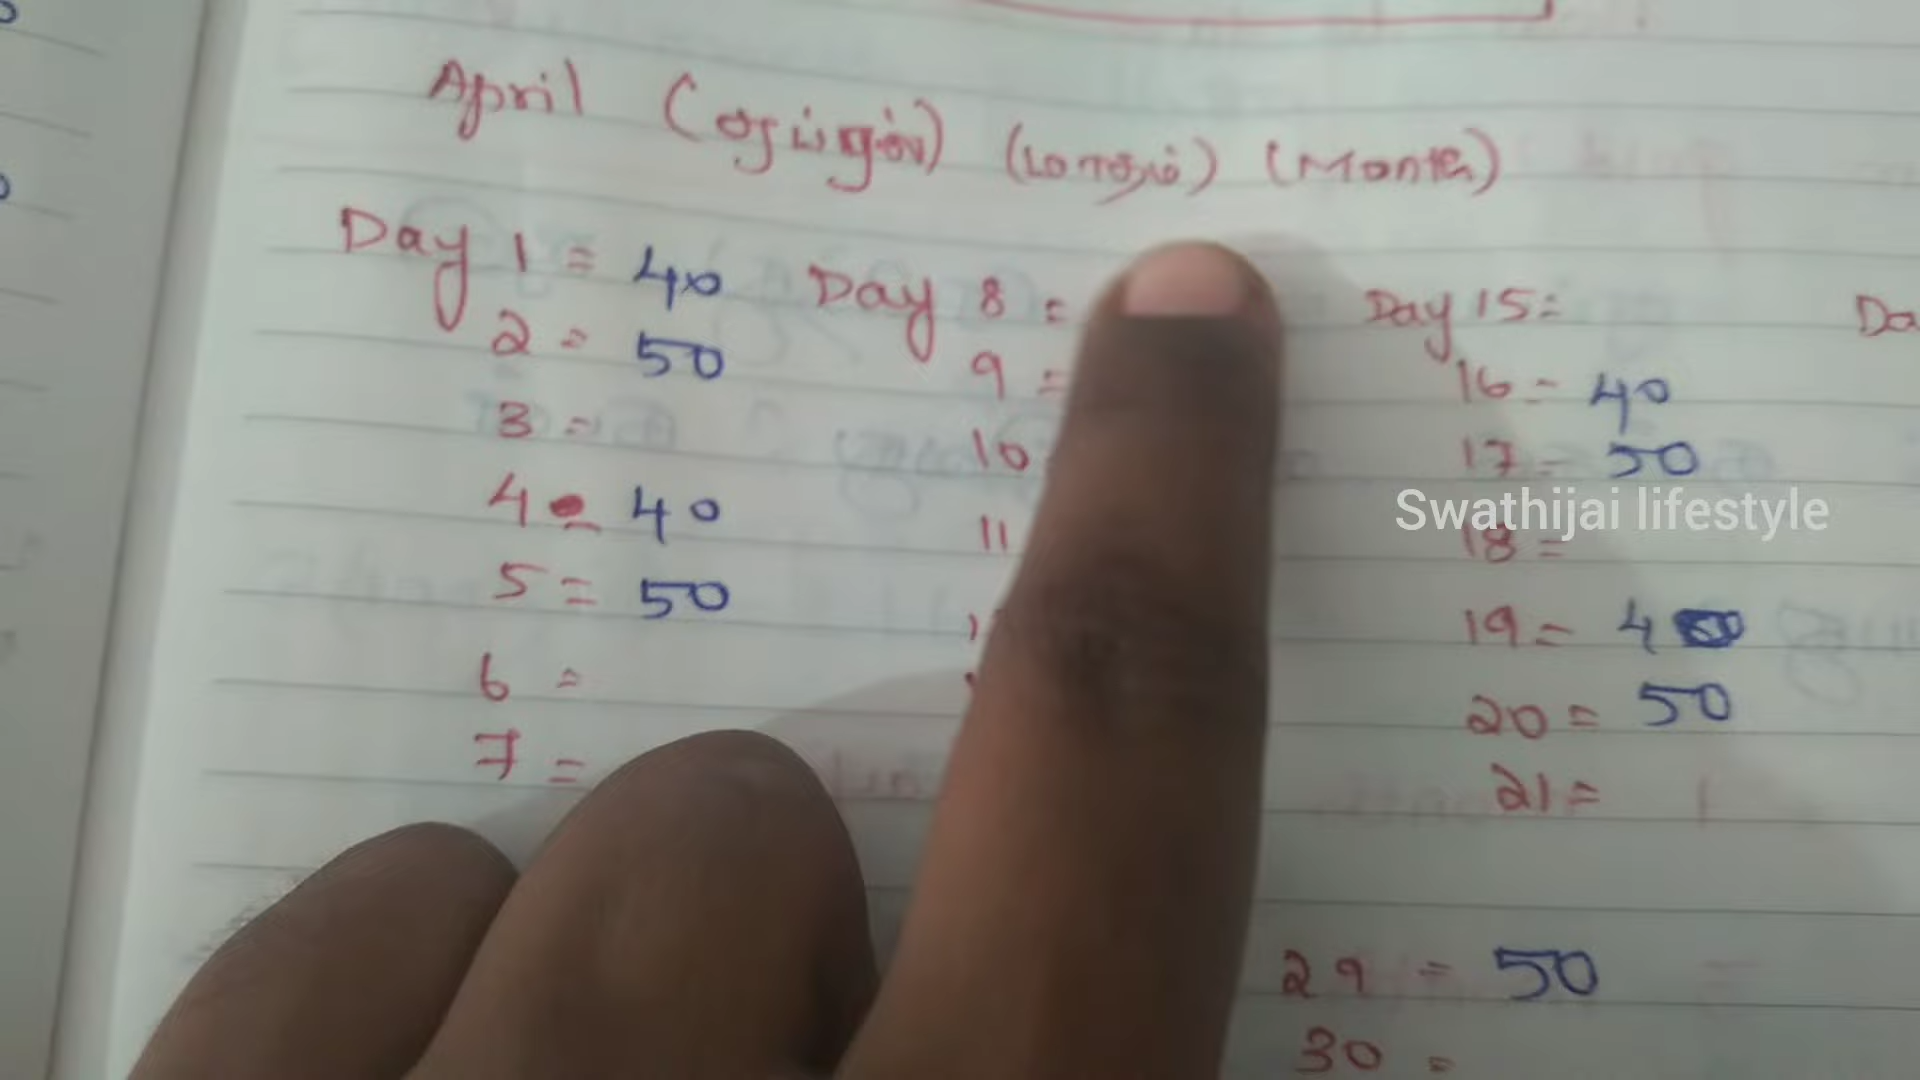 April (ஏப்ரல்) (மாதம்) (Month)
Day 1 = 40
2 = 50
3 =
4 = 40
5 = 50
6 =
7 =
Day 8 =
9 =
10
11
Day 15 =
16 = 40
17 = 50
18 =
19 = 40
20 = 50
21 =
29 = 50
30 =
Swathijai lifestyle